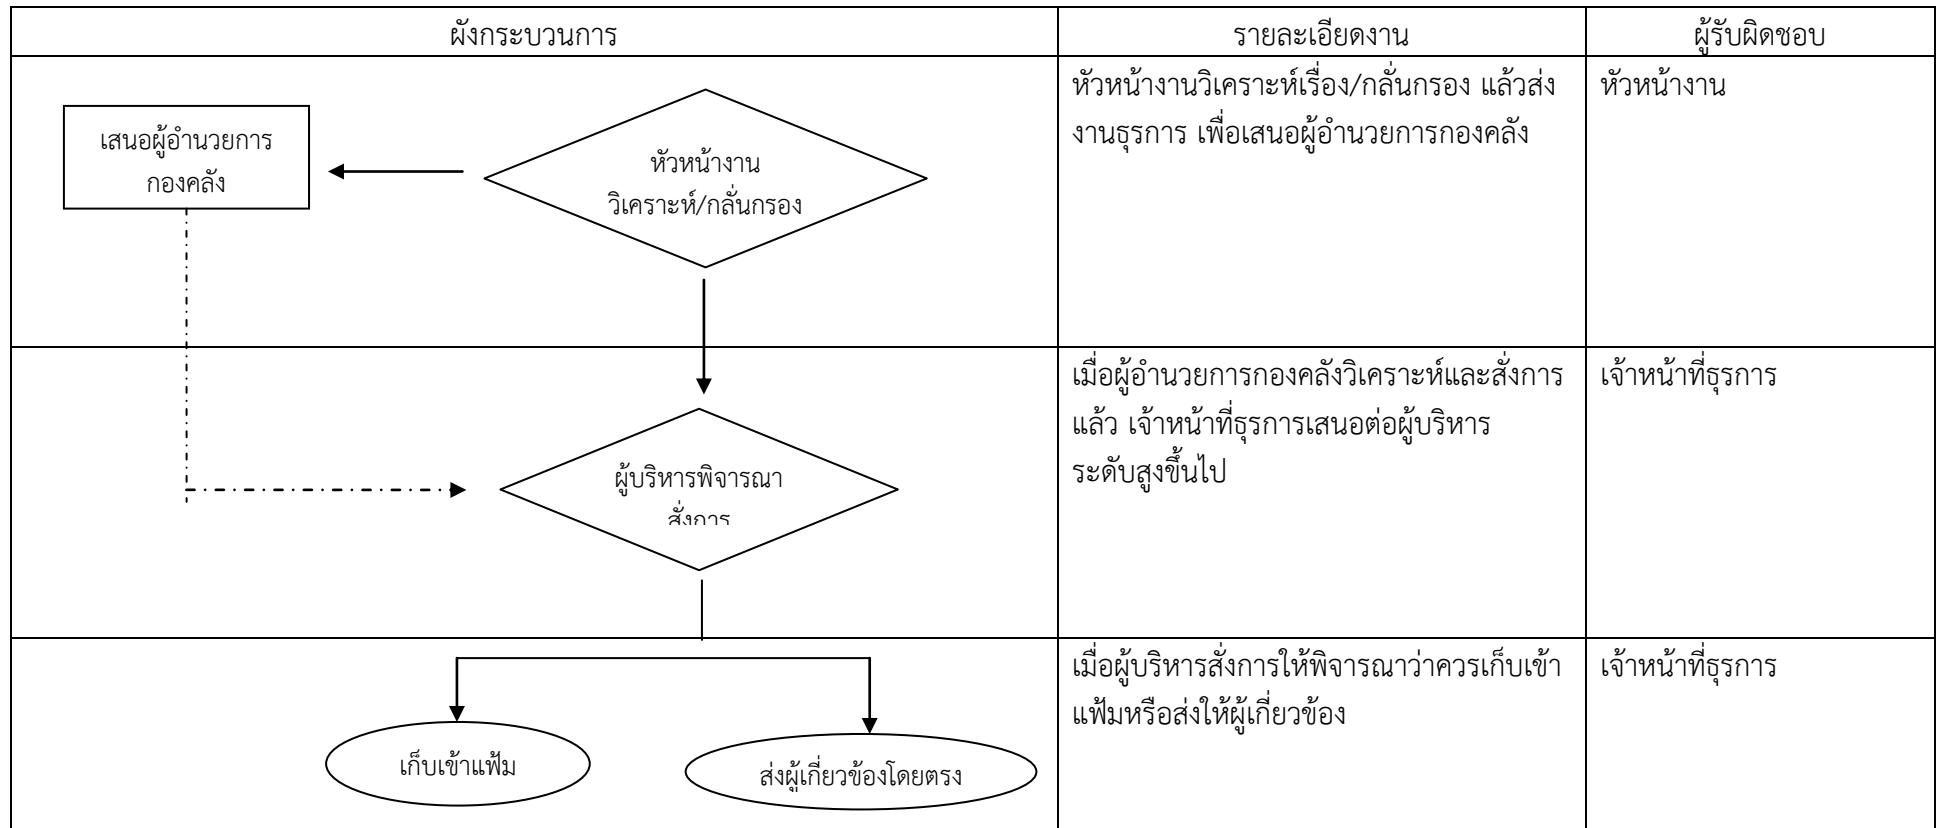 ผังกระบวนการ
รายละเอียดงาน
ผู้รับผิดชอบ
เสนอผู้อำนวยการ
กองคลัง
หัวหน้างาน
วิเคราะห์/กลั่นกรอง
หัวหน้างานวิเคราะห์เรื่อง/กลั่นกรอง แล้วส่ง
งานธุรการ เพื่อเสนอผู้อำนวยการกองคลัง
หัวหน้างาน
ผู้บริหารพิจารณา
สั่งการ
เมื่อผู้อำนวยการกองคลังวิเคราะห์และสั่งการ
แล้ว เจ้าหน้าที่ธุรการเสนอต่อผู้บริหาร
ระดับสูงขึ้นไป
เจ้าหน้าที่ธุรการ
เก็บเข้าแฟ้ม
ส่งผู้เกี่ยวข้องโดยตรง
เมื่อผู้บริหารสั่งการให้พิจารณาว่าควรเก็บเข้า
แฟ้มหรือส่งให้ผู้เกี่ยวข้อง
เจ้าหน้าที่ธุรการ